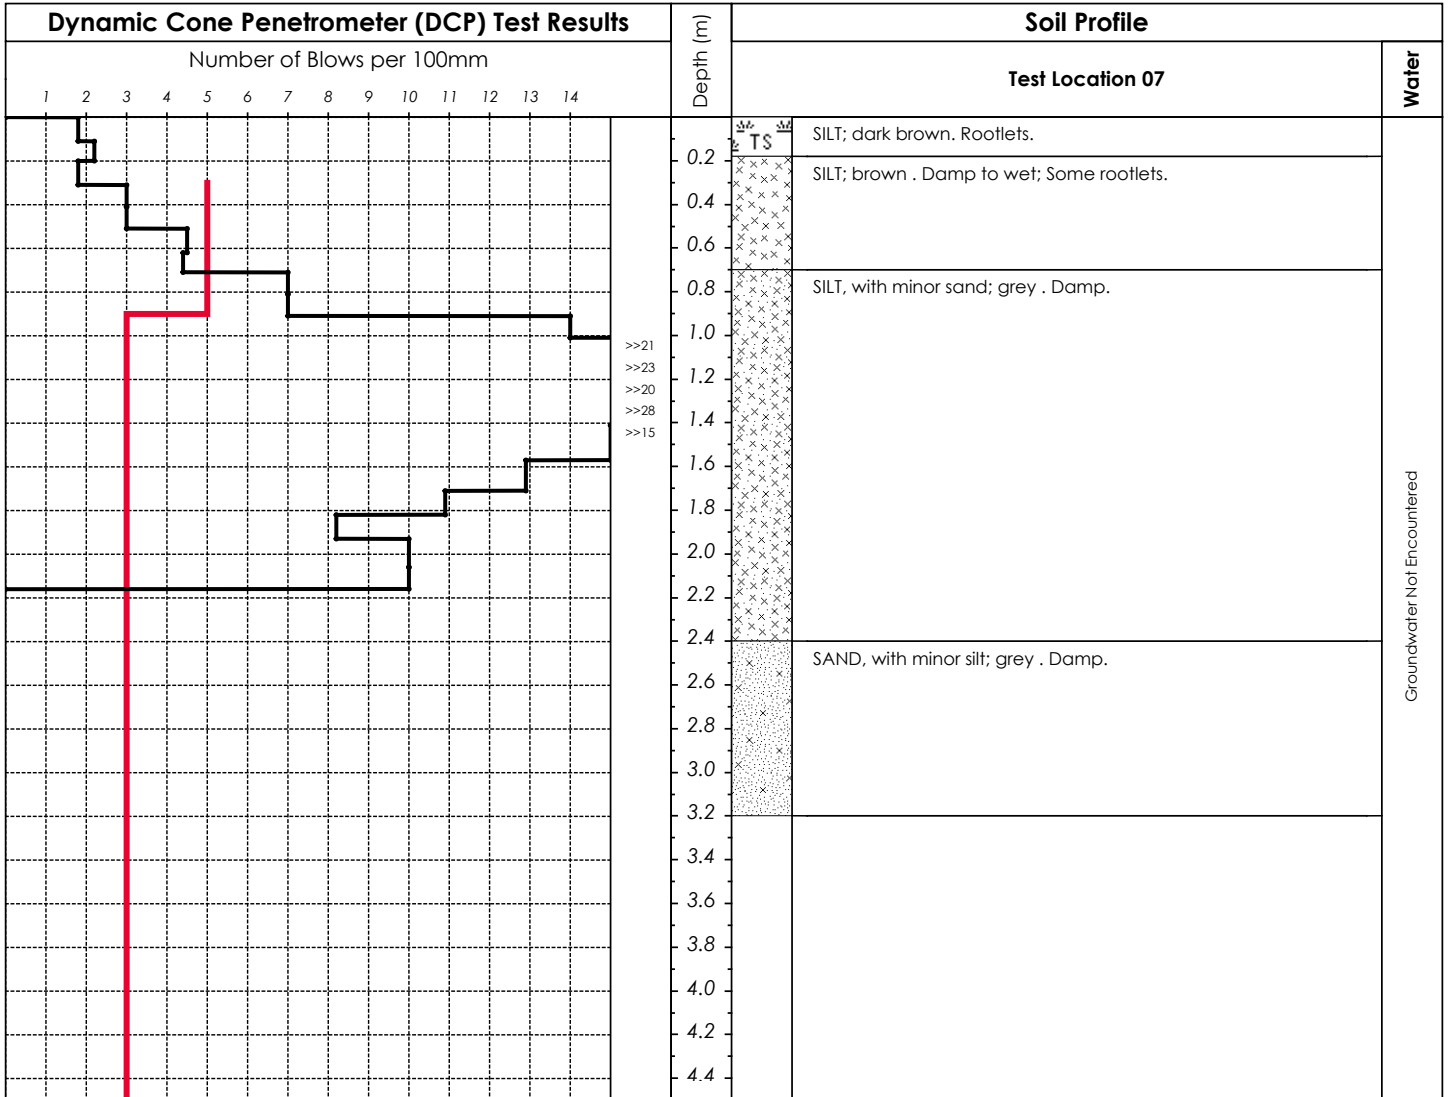 Dynamic Cone Penetrometer (DCP) Test Results
Number of Blows per 100mm
1 2 3 4 5 6 7 8 9 10 11 12 13 14
>>21
>>23
>>20
>>28
>>15
Depth (m)
0.2
0.4
0.6
0.8
1.0
1.2
1.4
1.6
1.8
2.0
2.2
2.4
2.6
2.8
3.0
3.2
3.4
3.6
3.8
4.0
4.2
4.4
Soil Profile
Test Location 07
Water
TS
SILT; dark brown. Rootlets.
SILT; brown . Damp to wet; Some rootlets.
SILT, with minor sand; grey . Damp.
SAND, with minor silt; grey . Damp.
Groundwater Not Encountered